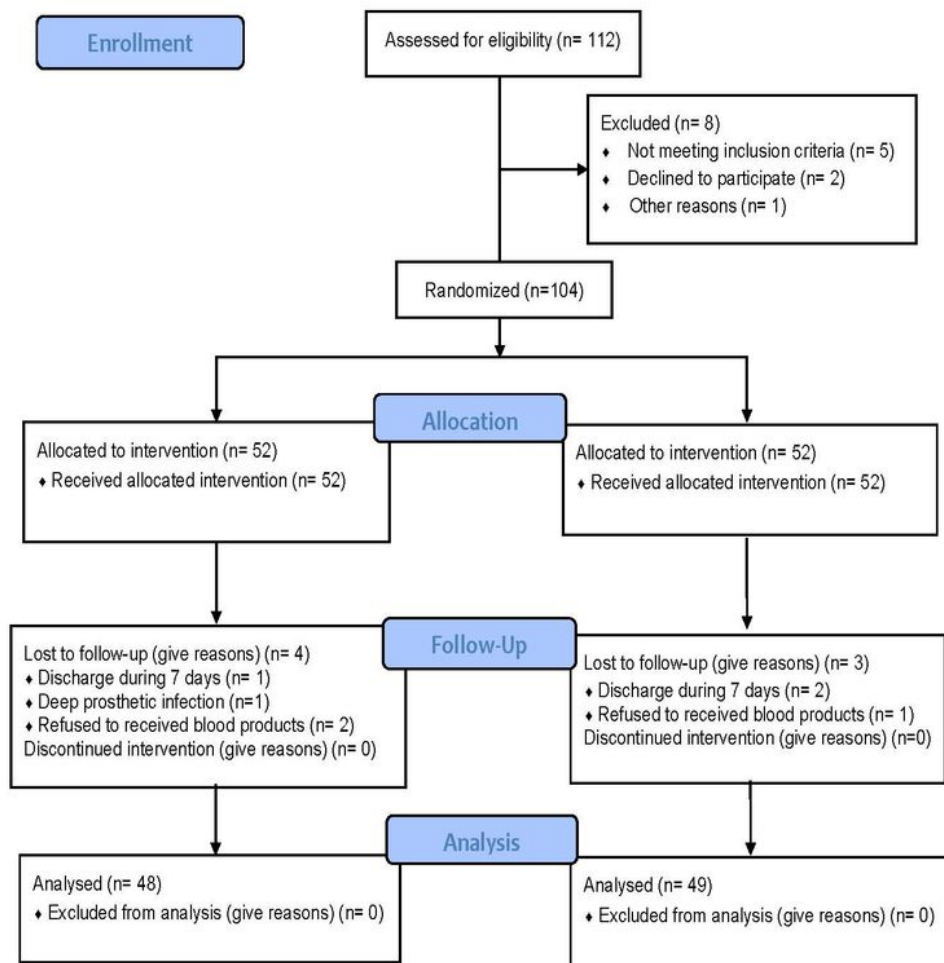 Enrollment
Assessed for eligibility (n= 112)
Excluded (n= 8)
♦ Not meeting inclusion criteria (n= 5)
♦ Declined to participate (n= 2)
♦ Other reasons (n= 1)
Randomized (n=104)
Allocation
Allocated to intervention (n= 52)
♦ Received allocated intervention (n= 52)
Allocated to intervention (n= 52)
♦ Received allocated intervention (n= 52)
Follow-Up
Lost to follow-up (give reasons) (n= 4)
♦ Discharge during 7 days (n= 1)
♦ Deep prosthetic infection (n=1)
♦ Refused to received blood products (n= 2)
Discontinued intervention (give reasons) (n= 0)
Lost to follow-up (give reasons) (n= 3)
♦ Discharge during 7 days (n= 2)
♦ Refused to received blood products (n= 1)
Discontinued intervention (give reasons) (n=0)
Analysis
Analysed (n= 48)
♦ Excluded from analysis (give reasons) (n= 0)
Analysed (n= 49)
♦ Excluded from analysis (give reasons) (n= 0)